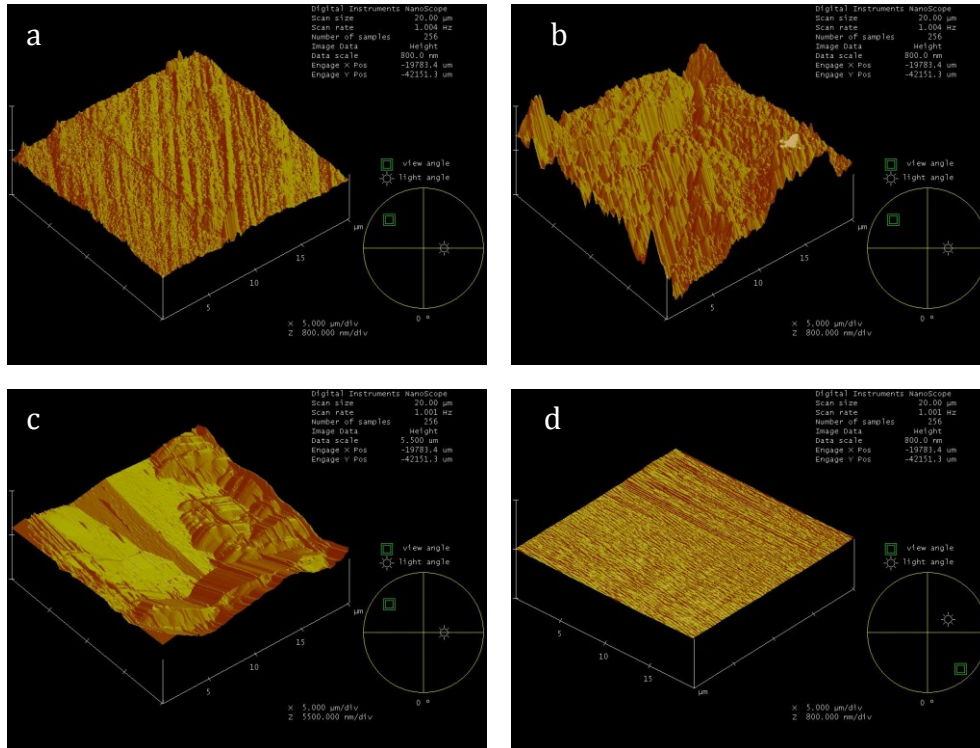 a
Digital Instruments NanoScope
Scan size 20.00 µm
Scan rate 1.004 Hz
Number of samples 256
Image Data Height
Data scale 800.0 nm
Engage X Pos -19783.4 um
Engage Y Pos -42151.3 um
view angle
light angle
µm
15
10
5
X 5.000 µm/div
Z 800.000 nm/div
0 °
b
Digital Instruments NanoScope
Scan size 20.00 µm
Scan rate 1.004 Hz
Number of samples 256
Image Data Height
Data scale 800.0 nm
Engage X Pos -19783.4 um
Engage Y Pos -42151.3 um
view angle
light angle
µm
15
10
5
X 5.000 µm/div
Z 800.000 nm/div
0 °
c
Digital Instruments NanoScope
Scan size 20.00 µm
Scan rate 1.001 Hz
Number of samples 256
Image Data Height
Data scale 5.500 um
Engage X Pos -19783.4 um
Engage Y Pos -42151.3 um
view angle
light angle
µm
15
10
5
X 5.000 µm/div
Z 5500.000 nm/div
0 °
d
Digital Instruments NanoScope
Scan size 20.00 µm
Scan rate 1.001 Hz
Number of samples 256
Image Data Height
Data scale 800.0 nm
Engage X Pos -19783.4 um
Engage Y Pos -42151.3 um
view angle
light angle
5
10
15
µm
X 5.000 µm/div
Z 800.000 nm/div
0 °